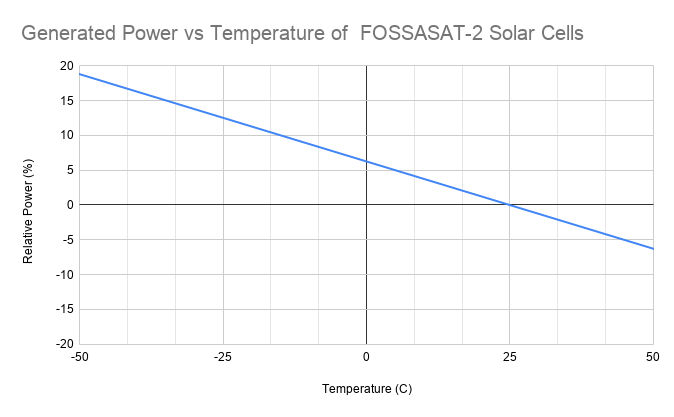 Generated Power vs Temperature of  FOSSASAT-2 Solar Cells
20
15
10
5
0
-5
-10
-15
-20
Relative Power (%)
-50 -25 0 25 50
Temperature (C)